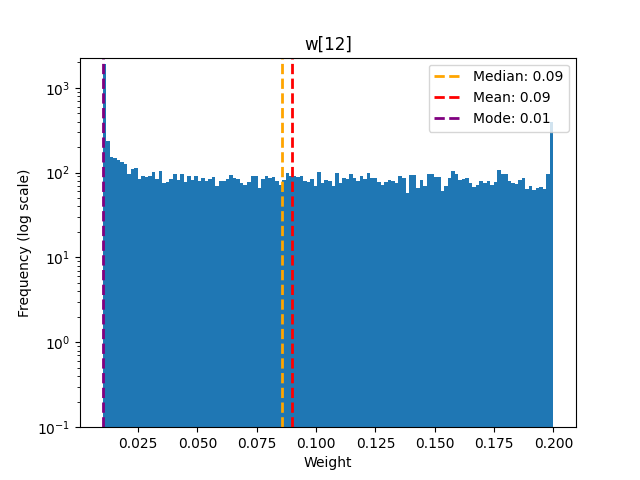 w[12]
Median: 0.09
Mean: 0.09
Mode: 0.01
Frequency (log scale)
10³
10²
10¹
10⁰
10⁻¹
0.025 0.050 0.075 0.100 0.125 0.150 0.175 0.200
Weight